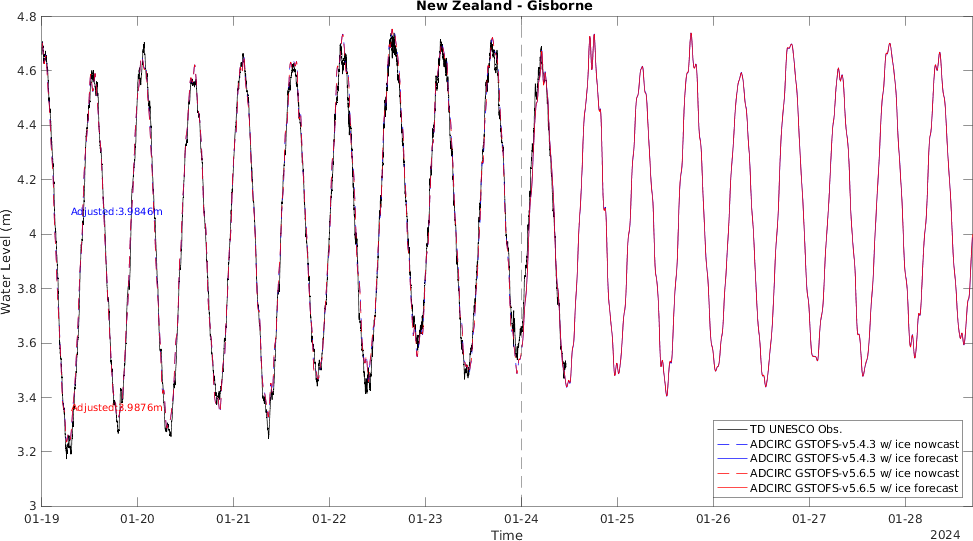 New Zealand - Gisborne
4.8
4.6
4.4
4.2
4
3.8
3.6
3.4
3.2
3
Water Level (m)
Adjusted:3.9846m
Adjusted:3.9876m
TD UNESCO Obs.
ADCIRC GSTOFS-v5.4.3 w/ ice nowcast
ADCIRC GSTOFS-v5.4.3 w/ ice forecast
ADCIRC GSTOFS-v5.6.5 w/ ice nowcast
ADCIRC GSTOFS-v5.6.5 w/ ice forecast
01-19 01-20 01-21 01-22 01-23 01-24 01-25 01-26 01-27 01-28
Time
2024